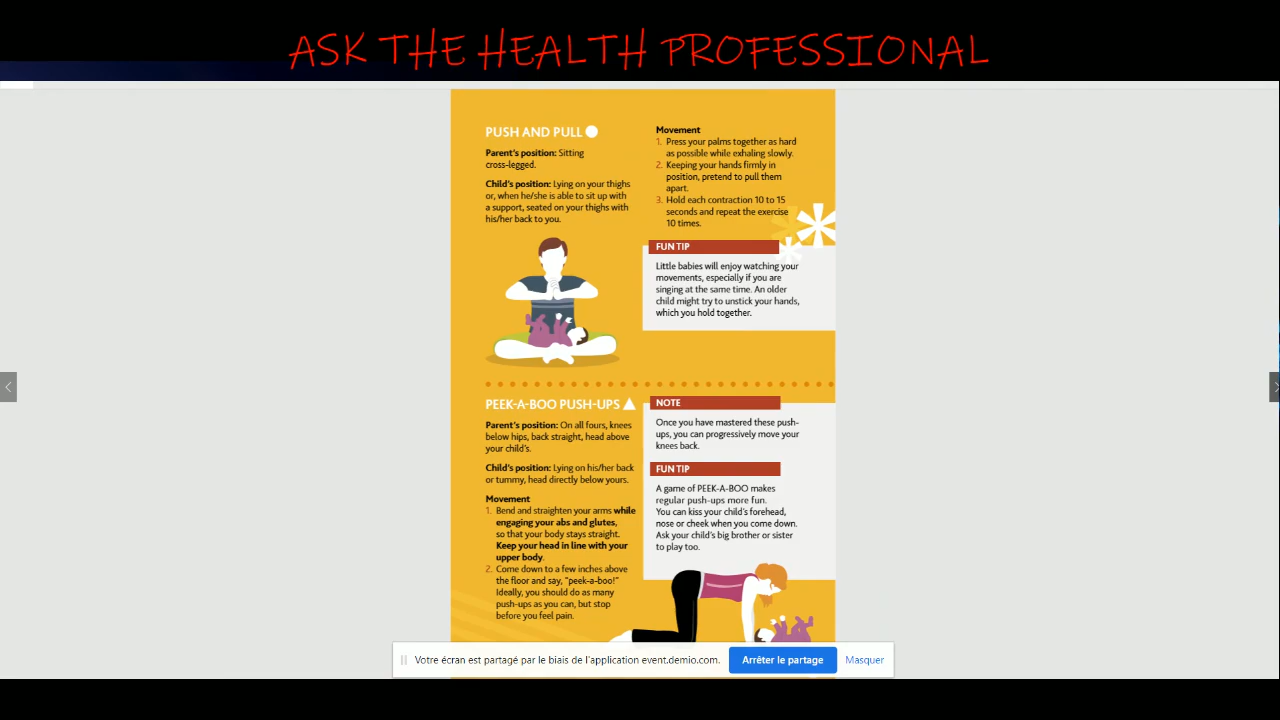 ASK THE HEALTH PROFESSIONAL
PUSH AND PULL
Parent's position: Sitting
cross-legged.
Child's position: Lying on your thighs
or, when he/she is able to sit up with
a support, seated on your thighs with
his/her back to you.
Movement
1. Press your palms together as hard
as possible while exhaling slowly.
2. Keeping your hands firmly in
position, pretend to pull them
apart.
3. Hold each contraction 10 to 15
seconds and repeat the exercise
10 times.
FUN TIP
Little babies will enjoy watching your
movements, especially if you are
singing at the same time. An older
child might try to unstick your hands,
which you hold together.
PEEK-A-BOO PUSH-UPS
Parent's position: On all fours, knees
below hips, back straight, head above
your child's.
Child's position: Lying on his/her back
or tummy, head directly below yours.
Movement
1. Bend and straighten your arms while
engaging your abs and glutes,
so that your body stays straight.
Keep your head in line with your
upper body.
2. Come down to a few inches above
the floor and say, "peek-a-boo!"
Ideally, you should do as many
push-ups as you can, but stop
before you feel pain.
NOTE
Once you have mastered these push-
ups, you can progressively move your
knees back.
FUN TIP
A game of PEEK-A-BOO makes
regular push-ups more fun.
You can kiss your child's forehead,
nose or cheek when you come down.
Ask your child's big brother or sister
to play too.
Votre écran est partagé par le biais de l'application event.demio.com.
Arrêter le partage
Masquer